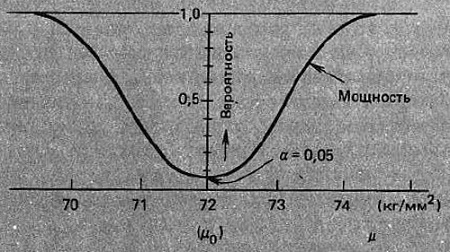 1,0
Вероятность
0,5
Мощность
α = 0,05
70 71 72 73 74 (кг/мм²)
(μ₀) μ